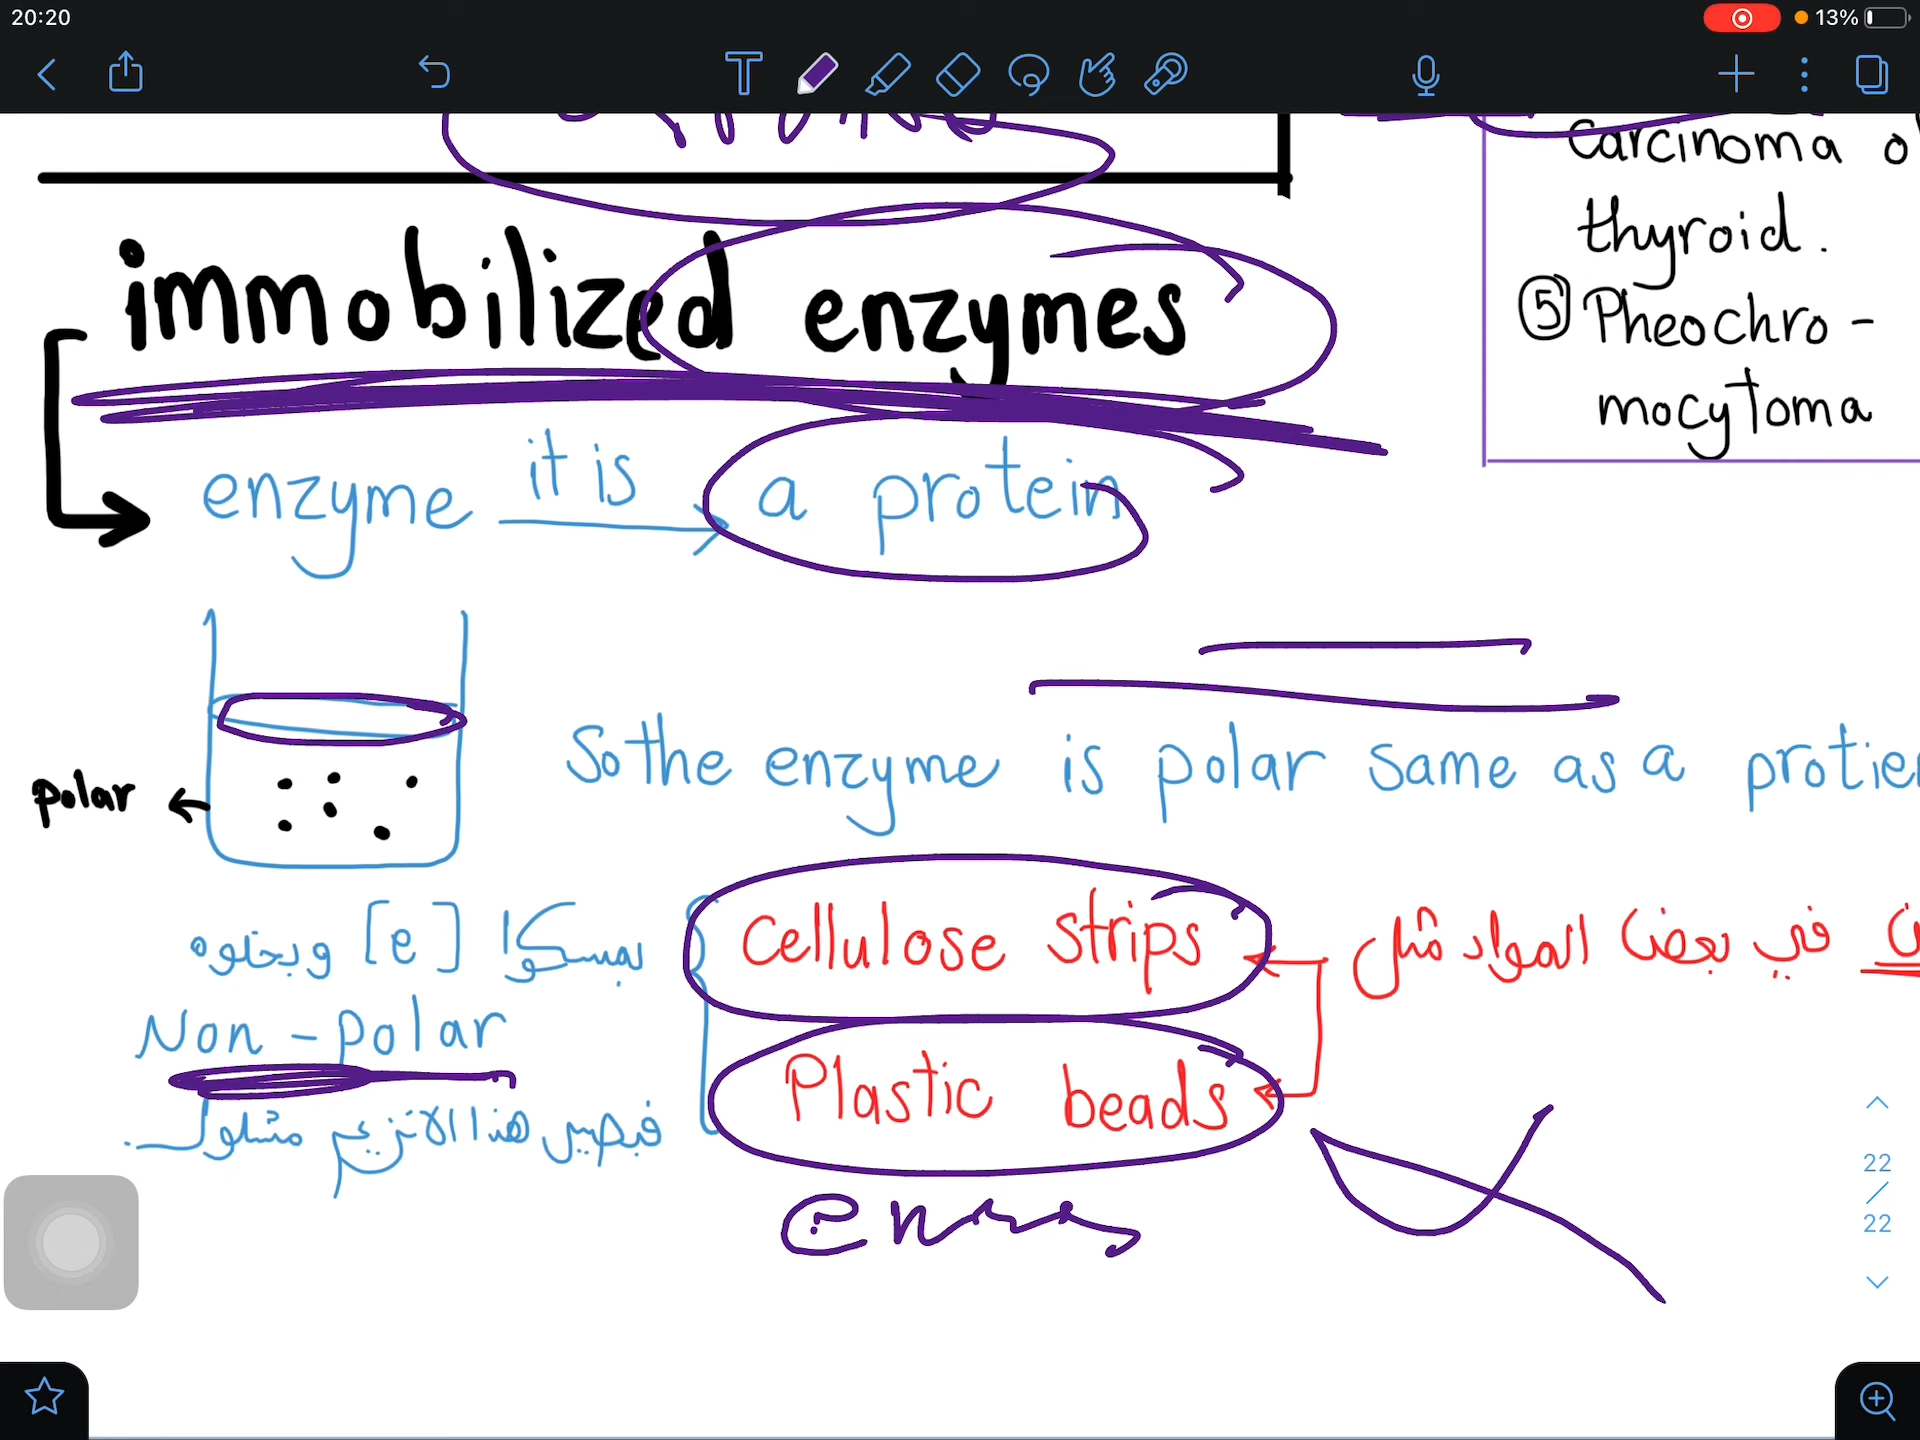 20:20
13%
Carcinoma o
thyroid.
⑤ Pheochro-
mocytoma
immobilized enzymes
enzyme it is a protein
polar
So the enzyme is polar same as a protie
في بعض المواد مثل
Cellulose strips
Plastic beads
بمسكوا [e] وبخلوه
Non-polar
فبصير هذا الانزيم مشلول.
22
/
22